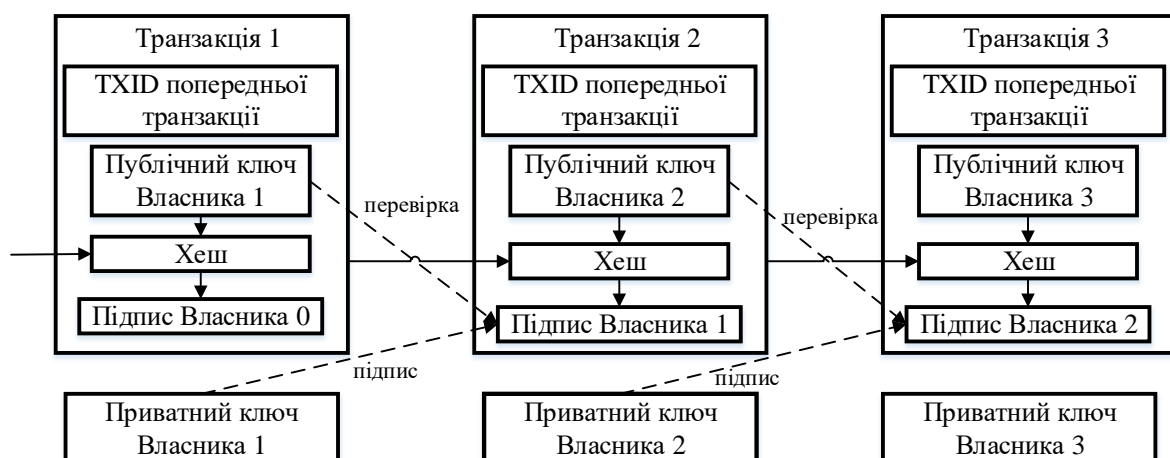 Транзакція 1
TXID попередньої
транзакції
Публічний ключ
Власника 1
Хеш
Підпис Власника 0
перевірка
Транзакція 2
TXID попередньої
транзакції
Публічний ключ
Власника 2
Хеш
Підпис Власника 1
перевірка
Транзакція 3
TXID попередньої
транзакції
Публічний ключ
Власника 3
Хеш
Підпис Власника 2
підпис
підпис
Приватний ключ
Власника 1
Приватний ключ
Власника 2
Приватний ключ
Власника 3